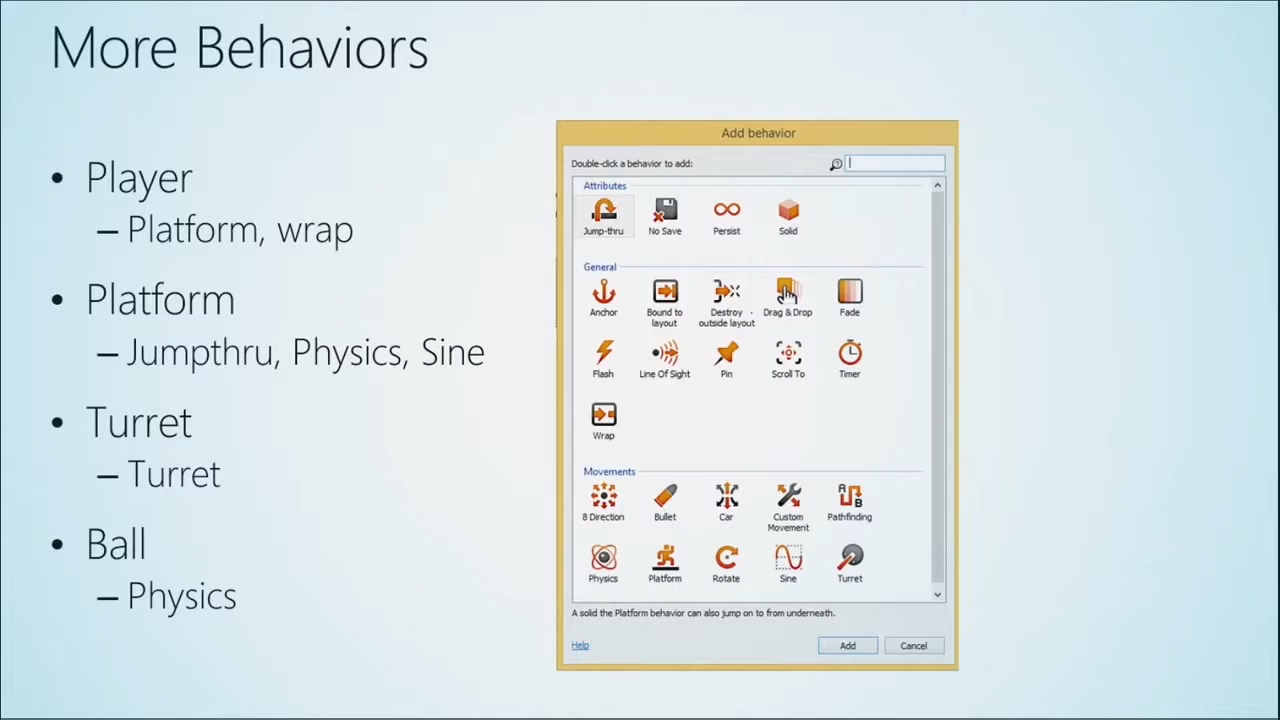 More Behaviors
• Player
– Platform, wrap
• Platform
– Jumpthru, Physics, Sine
• Turret
– Turret
• Ball
– Physics
Add behavior
Double-click a behavior to add:
Attributes
Jump-thru No Save Persist Solid
General
Anchor Bound to layout Destroy outside layout Drag & Drop Fade
Flash Line Of Sight Pin Scroll To Timer
Wrap
Movements
8 Direction Bullet Car Custom Movement Pathfinding
Physics Platform Rotate Sine Turret
A solid the Platform behavior can also jump on to from underneath.
Help Add Cancel